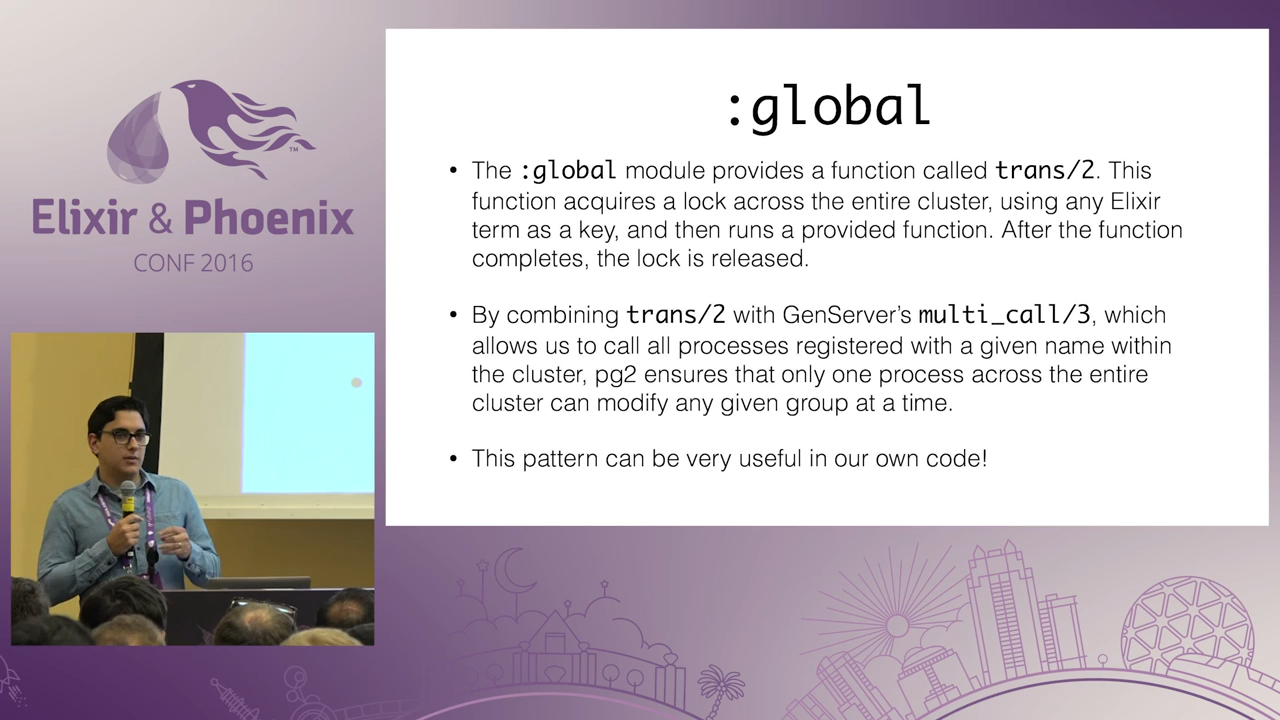 Elixir & Phoenix
CONF 2016
TM
:global
• The :global module provides a function called trans/2. This
function acquires a lock across the entire cluster, using any Elixir
term as a key, and then runs a provided function. After the function
completes, the lock is released.
• By combining trans/2 with GenServer’s multi_call/3, which
allows us to call all processes registered with a given name within
the cluster, pg2 ensures that only one process across the entire
cluster can modify any given group at a time.
• This pattern can be very useful in our own code!